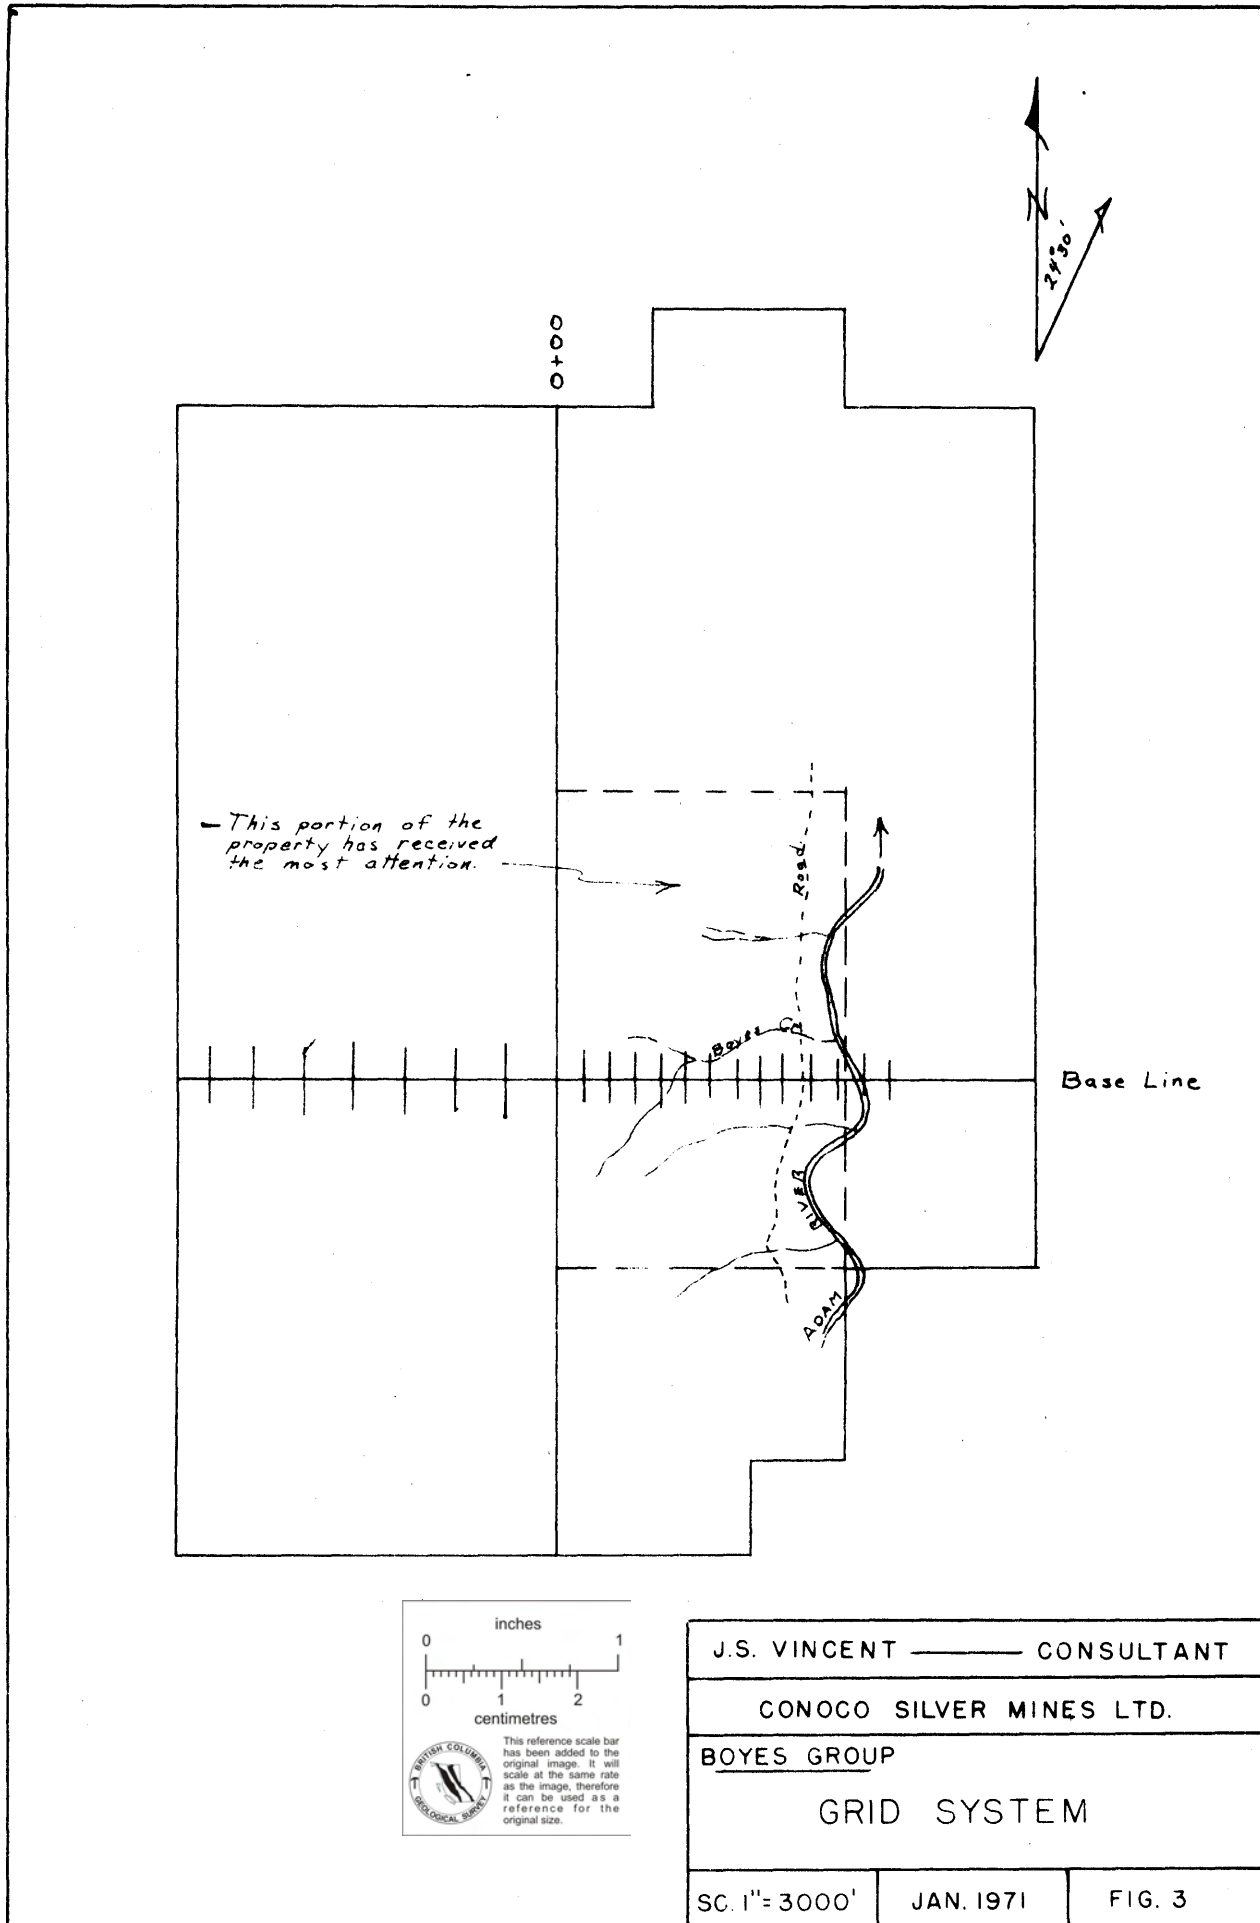 N
24°30'
0+00
— This portion of the
property has received
the most attention.
Road
Boyes Cr.
Base Line
RIVER
ADAM
inches
0 1
0 1 2
centimetres
This reference scale bar
has been added to the
original image. It will
scale at the same rate
as the image, therefore
it can be used as a
reference for the
original size.
BRITISH COLUMBIA
GEOLOGICAL SURVEY
J.S. VINCENT —— CONSULTANT
CONOCO SILVER MINES LTD.
BOYES GROUP
GRID SYSTEM
SC. 1"=3000'
JAN. 1971
FIG. 3